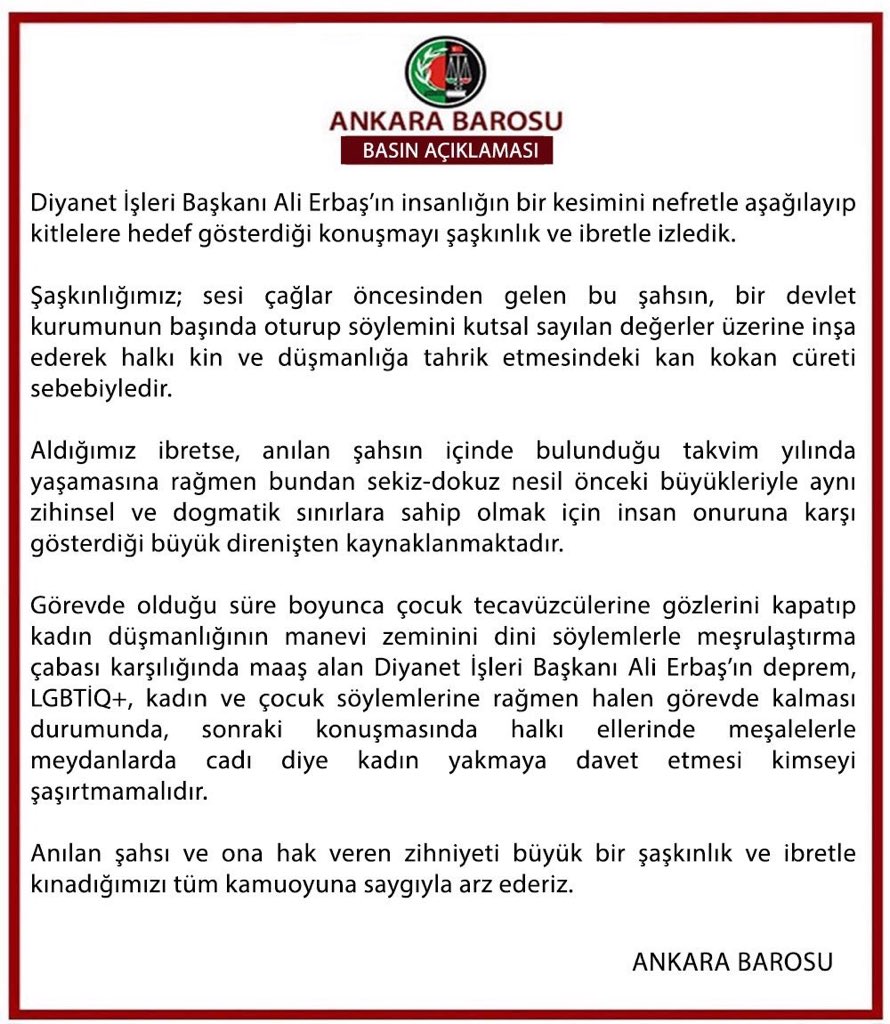 ANKARA BAROSU
BASIN AÇIKLAMASI
Diyanet İşleri Başkanı Ali Erbaş’ın insanlığın bir kesimini nefretle aşağılayıp
kitlelere hedef gösterdiği konuşmayı şaşkınlık ve ibretle izledik.
Şaşkınlığımız; sesi çağlar öncesinden gelen bu şahsın, bir devlet
kurumunun başında oturup söylemini kutsal sayılan değerler üzerine inşa
ederek halkı kin ve düşmanlığa tahrik etmesindeki kan kokan cüreti
sebebiyledir.
Aldığımız ibretse, anılan şahsın içinde bulunduğu takvim yılında
yaşamasına rağmen bundan sekiz-dokuz nesil önceki büyükleriyle aynı
zihinsel ve dogmatik sınırlara sahip olmak için insan onuruna karşı
gösterdiği büyük direnişten kaynaklanmaktadır.
Görevde olduğu süre boyunca çocuk tecavüzcülerine gözlerini kapatıp
kadın düşmanlığının manevi zeminini dini söylemlerle meşrulaştırma
çabası karşılığında maaş alan Diyanet İşleri Başkanı Ali Erbaş’ın deprem,
LGBTİQ+, kadın ve çocuk söylemlerine rağmen halen görevde kalması
durumunda, sonraki konuşmasında halkı ellerinde meşalelerle
meydanlarda cadı diye kadın yakmaya davet etmesi kimseyi
şaşırtmamalıdır.
Anılan şahsı ve ona hak veren zihniyeti büyük bir şaşkınlık ve ibretle
kınadığımızı tüm kamuoyuna saygıyla arz ederiz.
ANKARA BAROSU